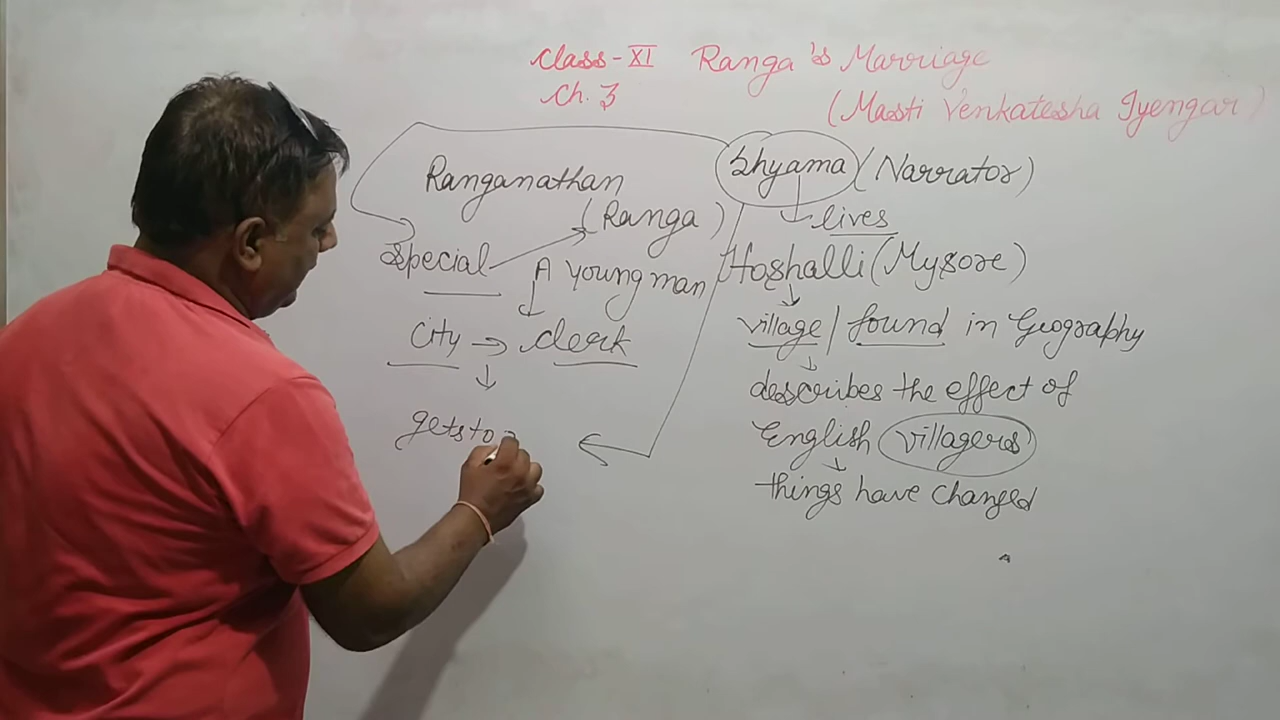 Class-XI Ranga's Marriage
Ch. 3 (Masti Venkatesha Iyengar)
Ranganathan
(Ranga)
special
A young man
City → clerk
gets to
Shyama (Narrator)
lives
Hoshalli (Mysore)
village / found in Geography
describes the effect of
English villagers
things have changed